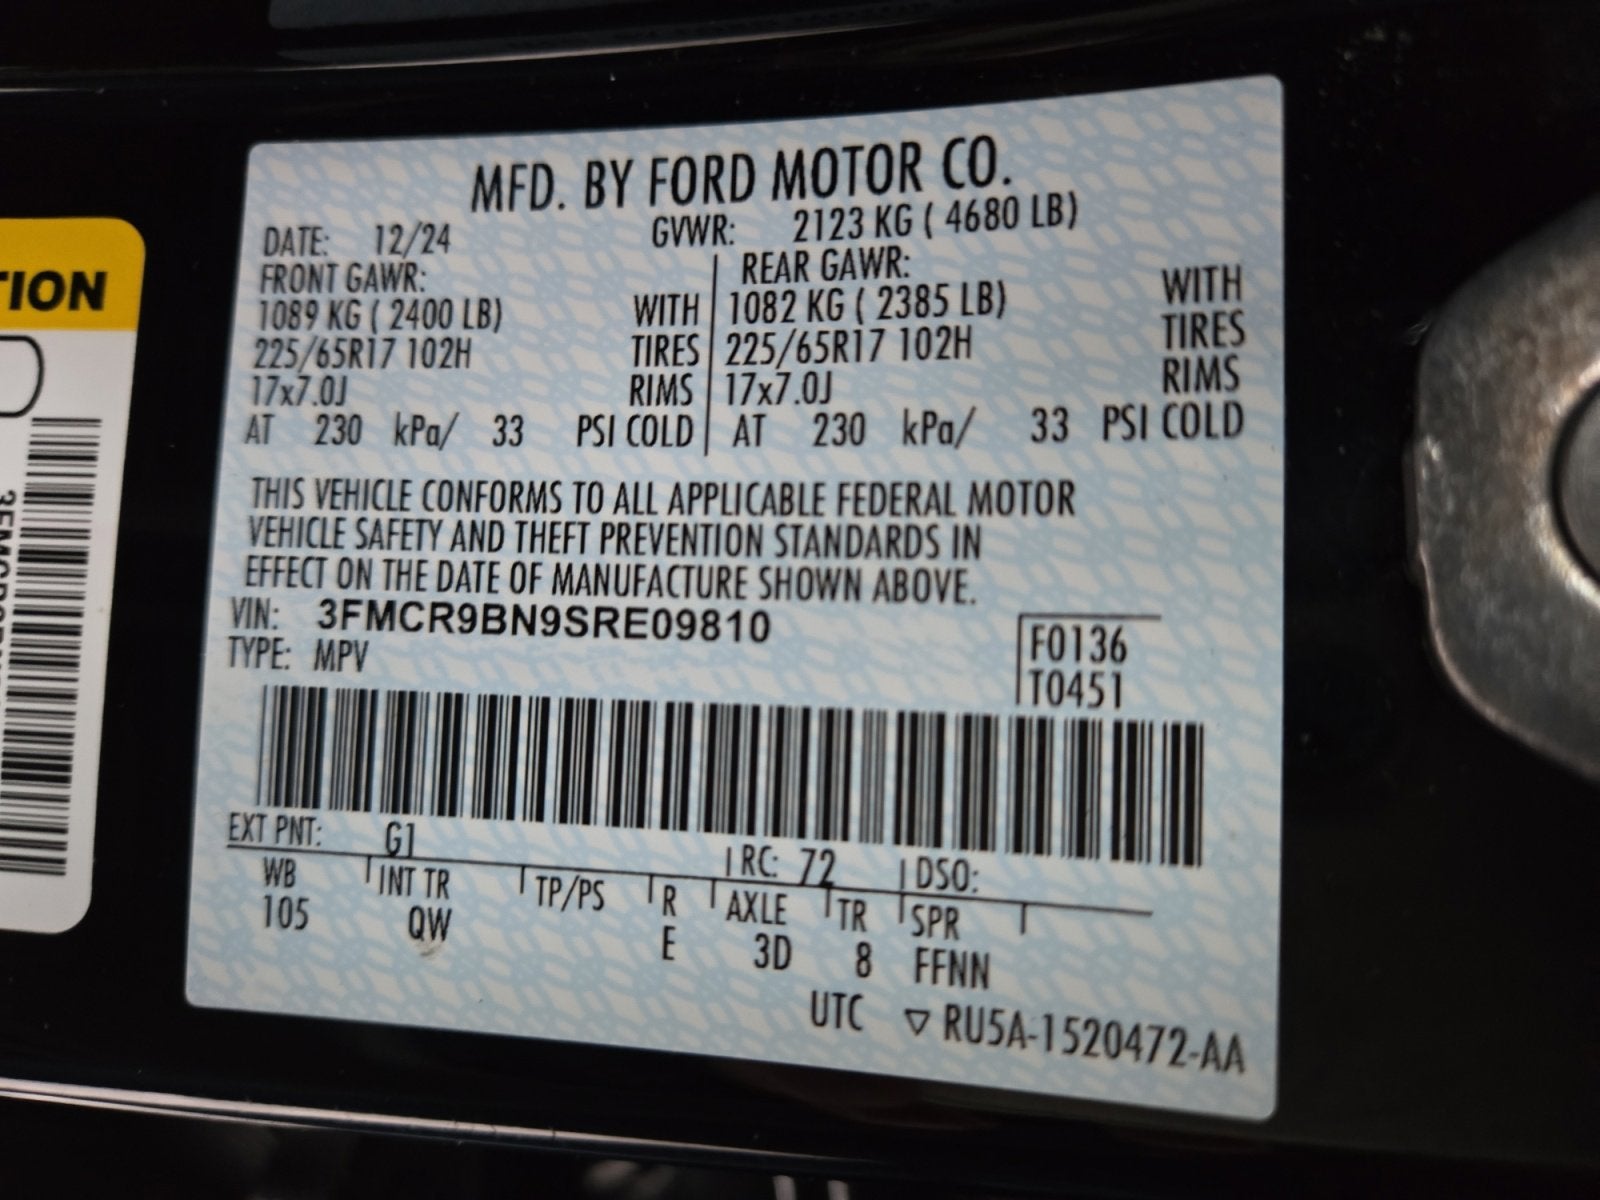 TION
MFD. BY FORD MOTOR CO.
DATE: 12/24 GVWR: 2123 KG ( 4680 LB)
FRONT GAWR: REAR GAWR:
1089 KG ( 2400 LB) WITH 1082 KG ( 2385 LB) WITH
225/65R17 102H TIRES 225/65R17 102H TIRES
17x7.0J RIMS 17x7.0J RIMS
AT 230 kPa/ 33 PSI COLD AT 230 kPa/ 33 PSI COLD
THIS VEHICLE CONFORMS TO ALL APPLICABLE FEDERAL MOTOR
VEHICLE SAFETY AND THEFT PREVENTION STANDARDS IN
EFFECT ON THE DATE OF MANUFACTURE SHOWN ABOVE.
VIN: 3FMCR9BN9SRE09810
TYPE: MPV
F0136
T0451
EXT PNT: G1 RC: 72 DSO:
WB INT TR TP/PS R AXLE TR SPR
105 QW E 3D 8 FFNN
UTC ▽ RU5A-1520472-AA